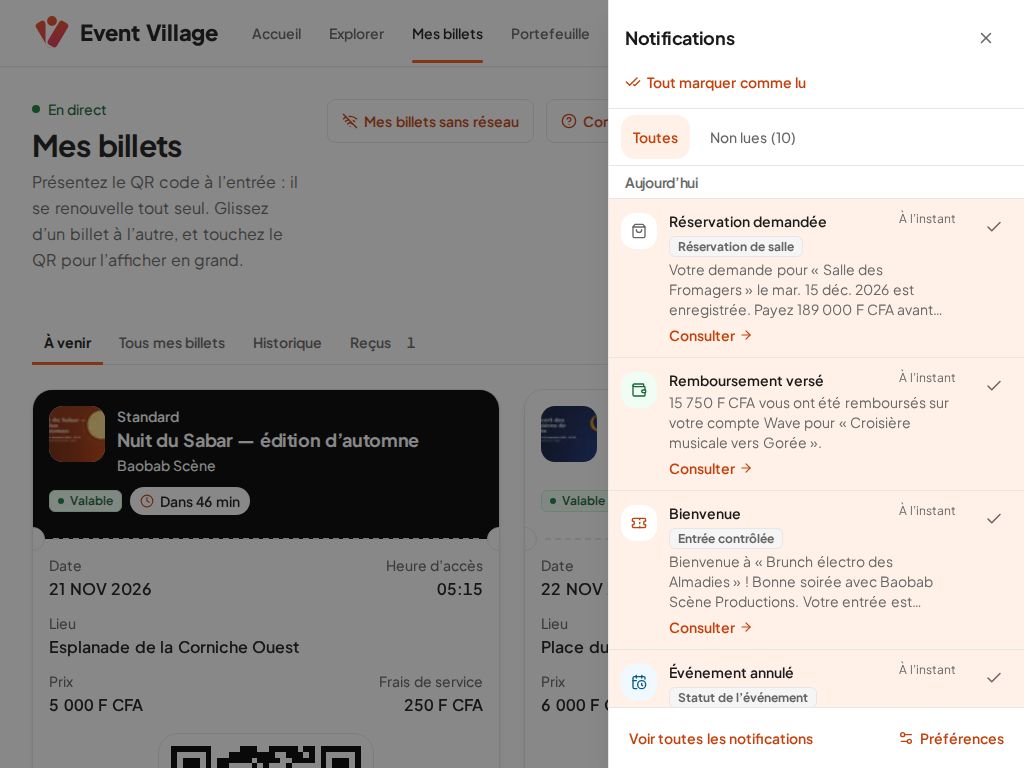 Event Village
Accueil
Explorer
Mes billets
Portefeuille
En direct
Mes billets
Présentez le QR code à l'entrée : il
se renouvelle tout seul. Glissez
d'un billet à l'autre, et touchez le
QR pour l'afficher en grand.
Mes billets sans réseau
À venir
Tous mes billets
Historique
Reçus 1
Standard
Nuit du Sabar — édition d'automne
Baobab Scène
Valable
Dans 46 min
Date
Heure d'accès
21 NOV 2026
05:15
Lieu
Esplanade de la Corniche Ouest
Prix
Frais de service
5 000 F CFA
250 F CFA
Valable
Date
22 NOV
Lieu
Place du
Prix
6 000 F
Notifications
Tout marquer comme lu
Toutes
Non lues (10)
Aujourd'hui
Réservation demandée
À l'instant
Réservation de salle
Votre demande pour « Salle des
Fromagers » le mar. 15 déc. 2026 est
enregistrée. Payez 189 000 F CFA avant…
Consulter
Remboursement versé
À l'instant
15 750 F CFA vous ont été remboursés sur
votre compte Wave pour « Croisière
musicale vers Gorée ».
Consulter
Bienvenue
À l'instant
Entrée contrôlée
Bienvenue à « Brunch électro des
Almadies » ! Bonne soirée avec Baobab
Scène Productions. Votre entrée est…
Consulter
Événement annulé
À l'instant
Statut de l'événement
Voir toutes les notifications
Préférences